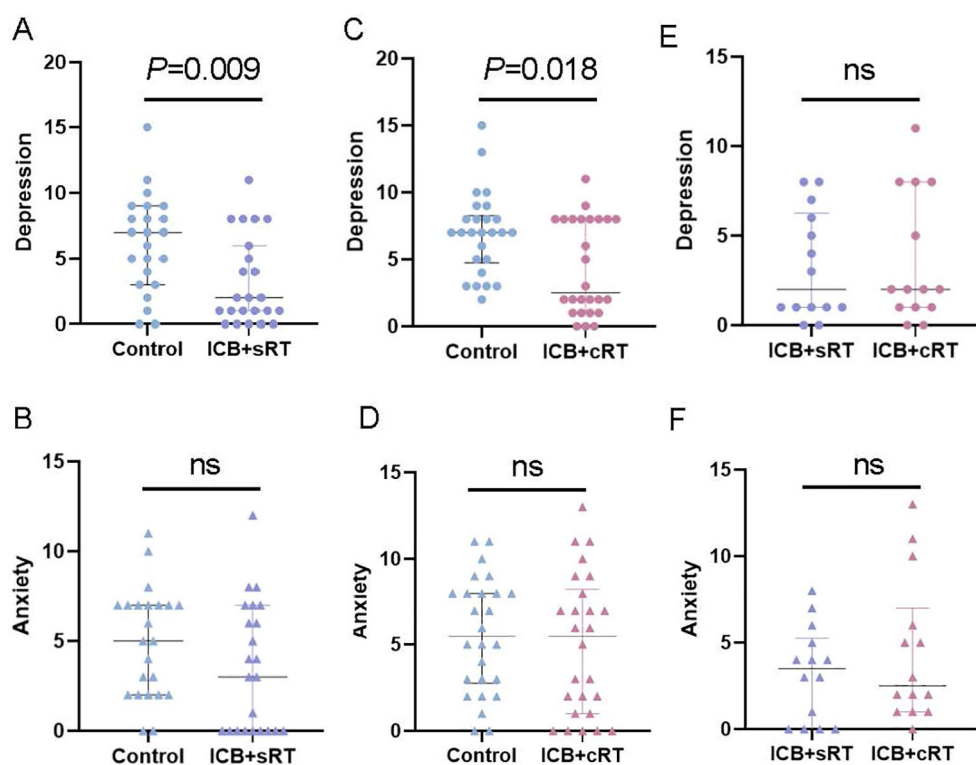 A
P=0.009
Depression
20
15
10
5
0
Control
ICB+sRT
C
P=0.018
Depression
20
15
10
5
0
Control
ICB+cRT
E
ns
Depression
15
10
5
0
ICB+sRT
ICB+cRT
B
ns
Anxiety
15
10
5
0
Control
ICB+sRT
D
ns
Anxiety
15
10
5
0
Control
ICB+cRT
F
ns
Anxiety
15
10
5
0
ICB+sRT
ICB+cRT